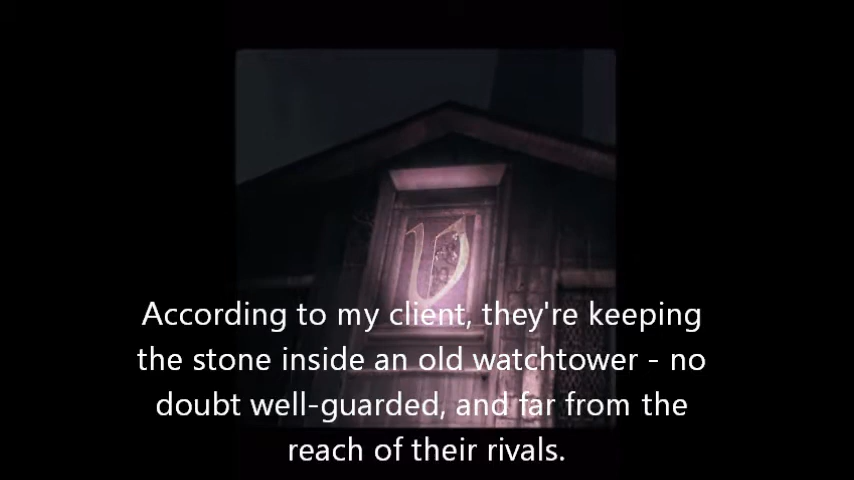 U
According to my client, they're keeping
the stone inside an old watchtower - no
doubt well-guarded, and far from the
reach of their rivals.